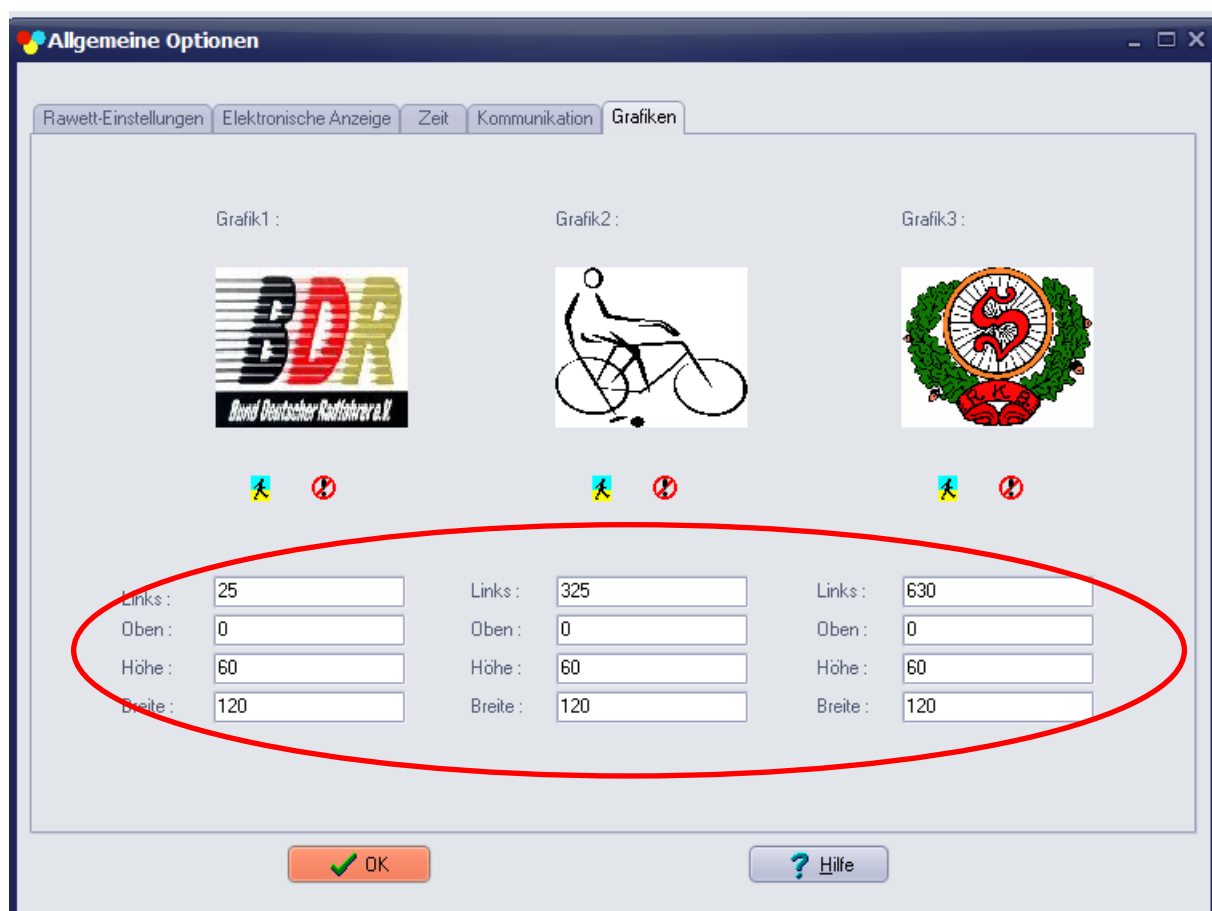 Allgemeine Optionen
Rawett-Einstellungen Elektronische Anzeige Zeit Kommunikation Grafiken
Grafik1 : Grafik2 : Grafik3 :
BDR
Bund Deutscher Radfahrer e.V.
S
R.K.B.
Links : 25 Links : 325 Links : 630
Oben : 0 Oben : 0 Oben : 0
Höhe : 60 Höhe : 60 Höhe : 60
Breite : 120 Breite : 120 Breite : 120
OK ? Hilfe